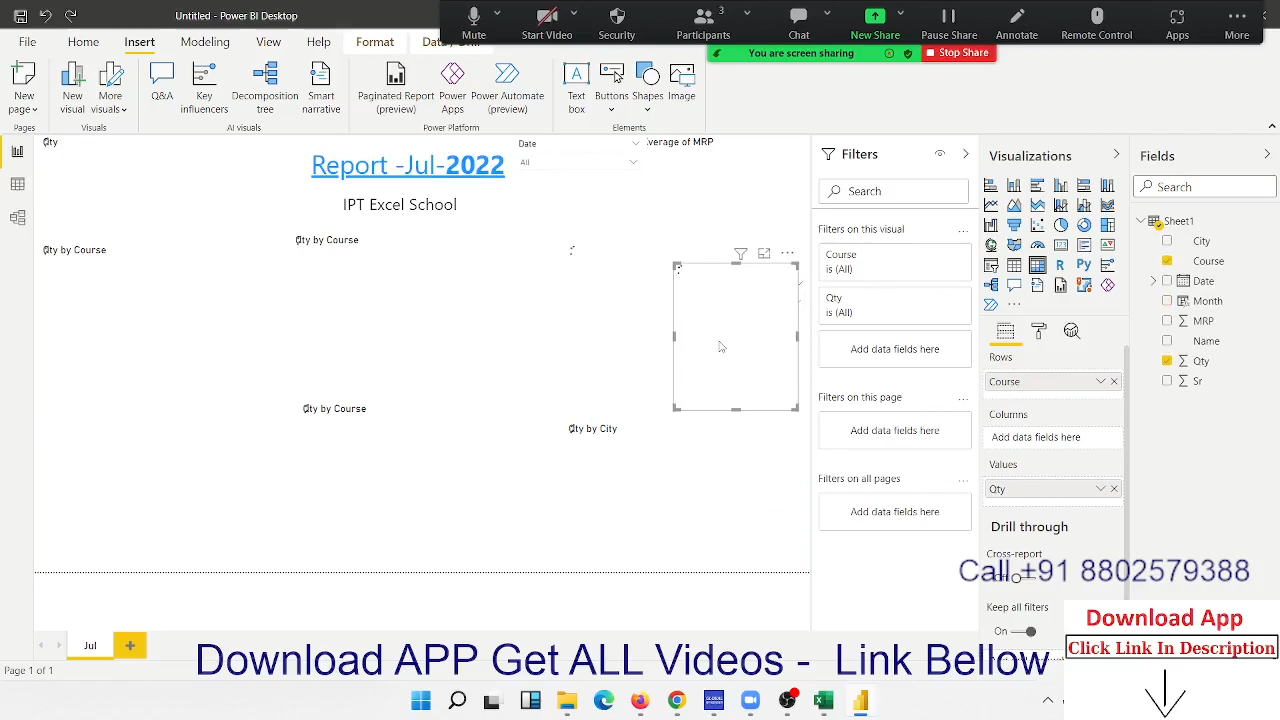 Untitled - Power BI Desktop
Mute
Start Video
Security
3
Participants
Chat
New Share
Pause Share
Annotate
Remote Control
Apps
More
You are screen sharing
Stop Share
File
Home
Insert
Modeling
View
Help
Format
New page
New visual
More visuals
Q&A
Key influencers
Decomposition tree
Smart narrative
Paginated Report (preview)
Power Apps
Power Automate (preview)
Text box
Buttons
Shapes
Image
Pages
Visuals
AI visuals
Power Platform
Elements
Report -Jul-2022
IPT Excel School
Date
All
Average of MRP
Qty
Qty by Course
Qty by Course
Qty by Course
Qty by City
Filters
Search
Filters on this visual
Course
is (All)
Qty
is (All)
Add data fields here
Filters on this page
Add data fields here
Filters on all pages
Add data fields here
Visualizations
R
Py
Rows
Course
Columns
Add data fields here
Values
Qty
Drill through
Cross-report
Off
Keep all filters
On
Fields
Search
Sheet1
City
Course
Date
Month
MRP
Name
Qty
Sr
Call +91 8802579388
Download App
Click Link In Description
Jul
Page 1 of 1
Download APP Get ALL Videos - Link Bellow